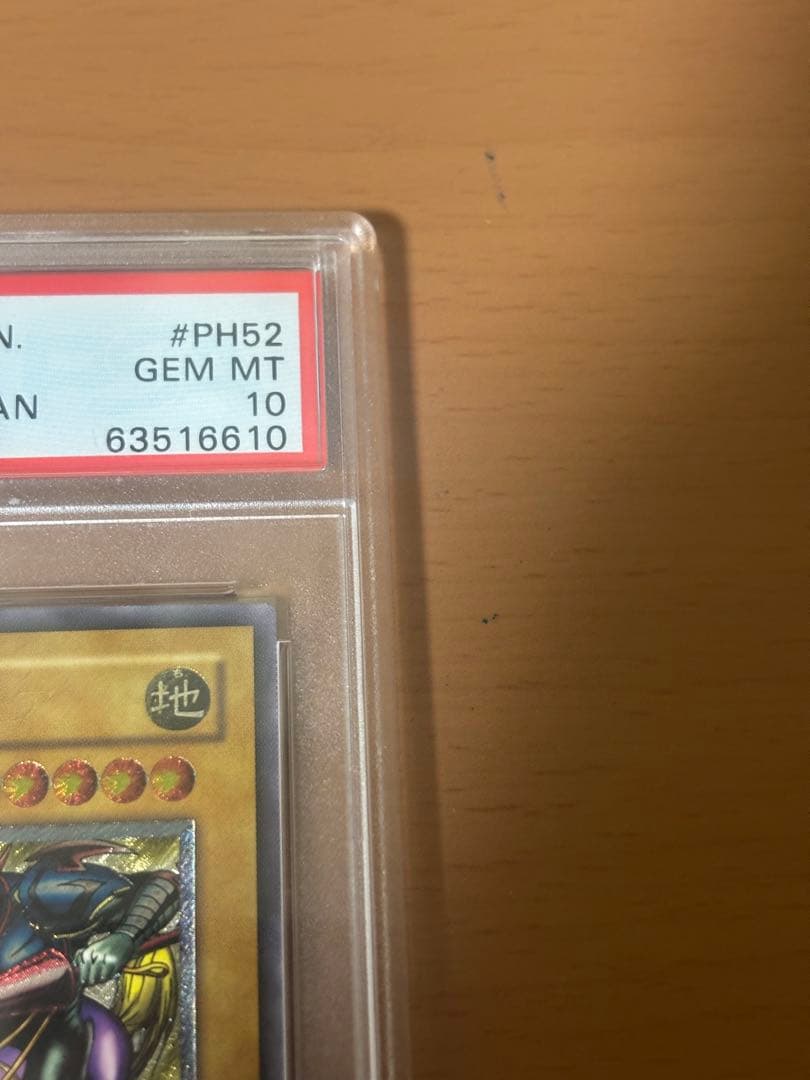 N. #PH52
GEM MT
AN 10
63516610
地